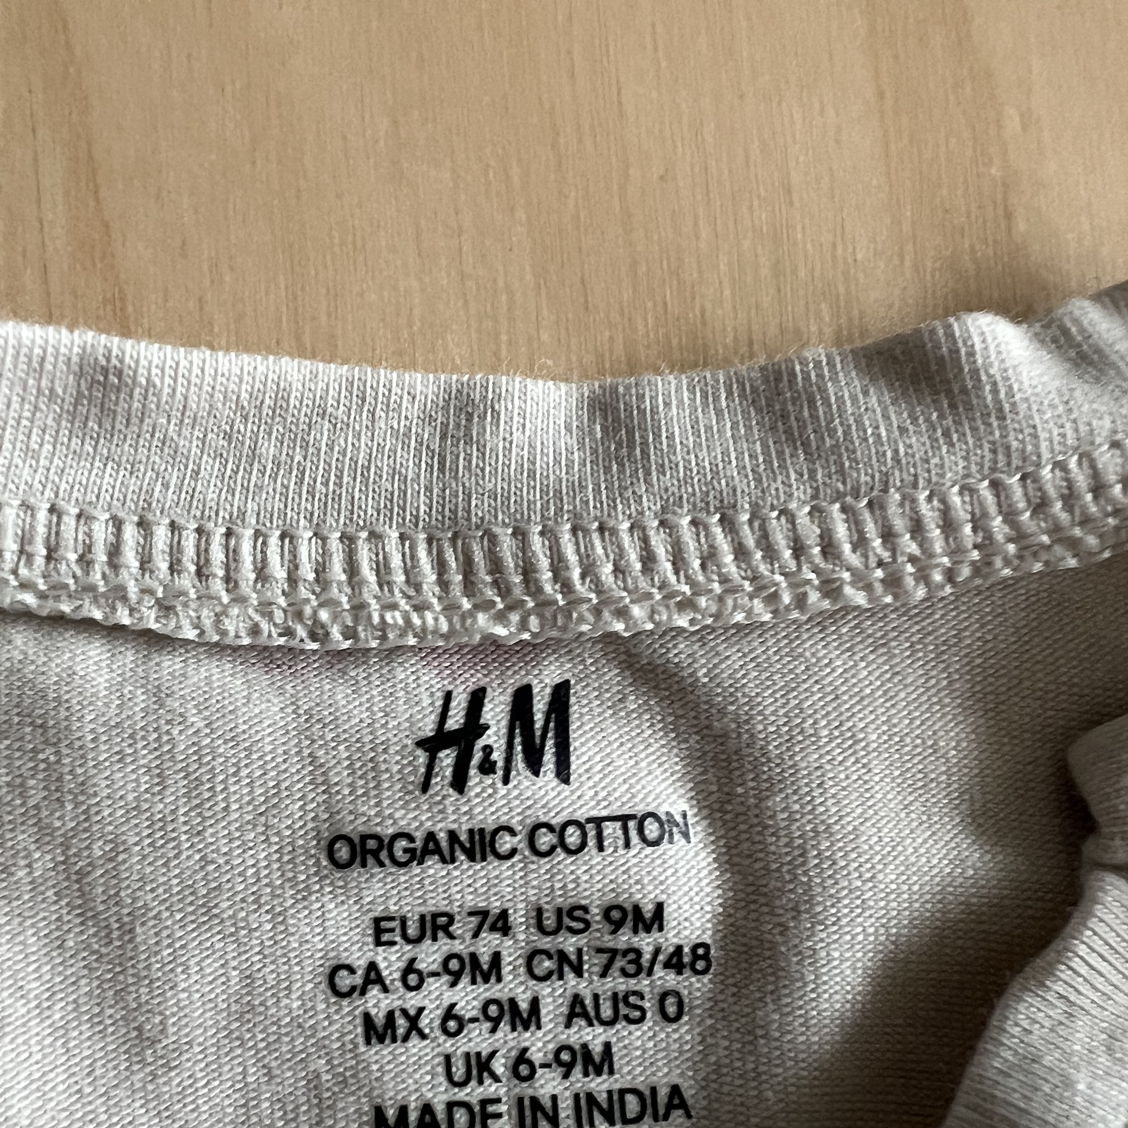 H&M
ORGANIC COTTON
EUR 74 US 9M
CA 6-9M CN 73/48
MX 6-9M AUS 0
UK 6-9M
MADE IN INDIA